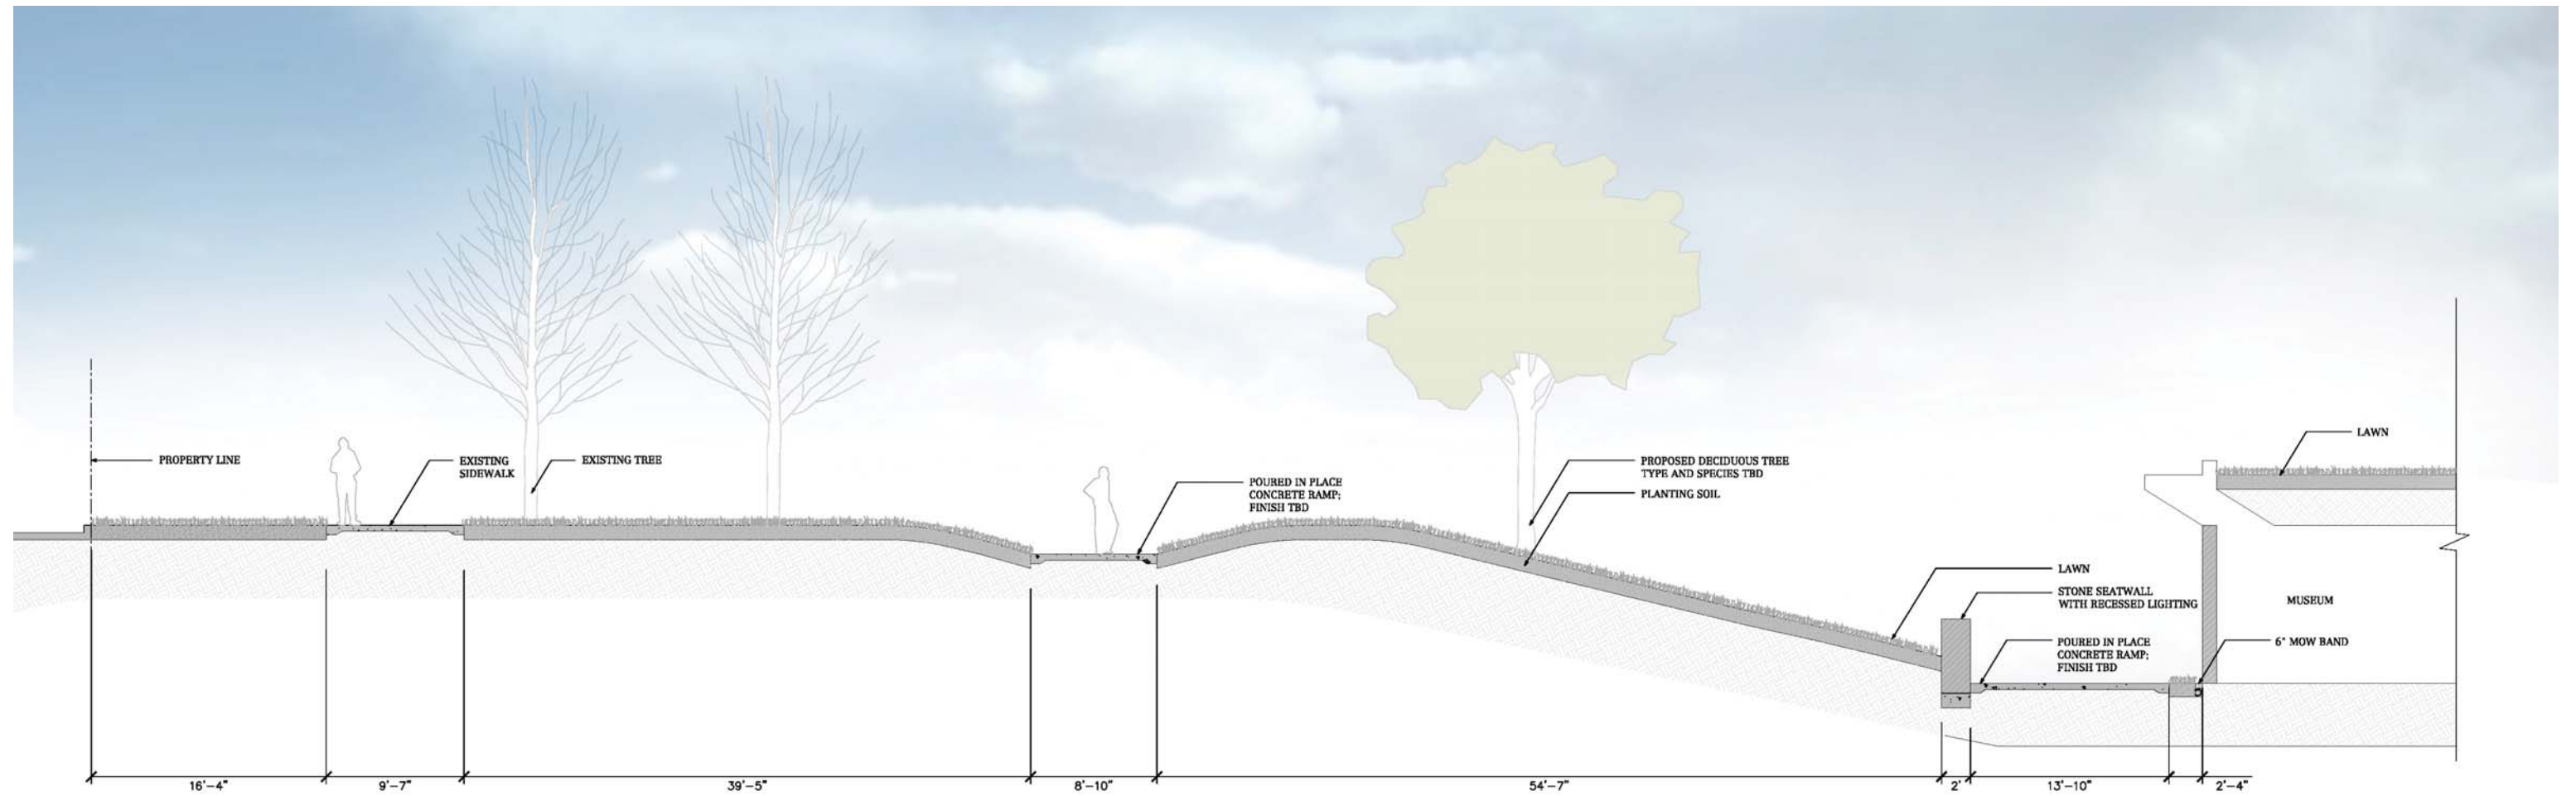 LAWN
PROPERTY LINE
EXISTING
SIDEWALK
EXISTING TREE
POURED IN PLACE
CONCRETE RAMP;
FINISH TBD
PROPOSED DECIDUOUS TREE
TYPE AND SPECIES TBD
PLANTING SOIL
LAWN
STONE SEATWALL
WITH RECESSED LIGHTING
MUSEUM
POURED IN PLACE
CONCRETE RAMP;
FINISH TBD
6" MOW BAND
16'-4"
9'-7"
39'-5"
8'-10"
54'-7"
2'
13'-10"
2'-4"